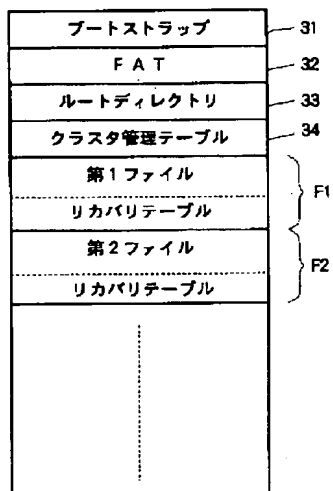 ブートストラップ 31
FAT 32
ルートディレクトリ 33
クラスタ管理テーブル 34
第1ファイル
リカバリテーブル
F1
第2ファイル
リカバリテーブル
F2